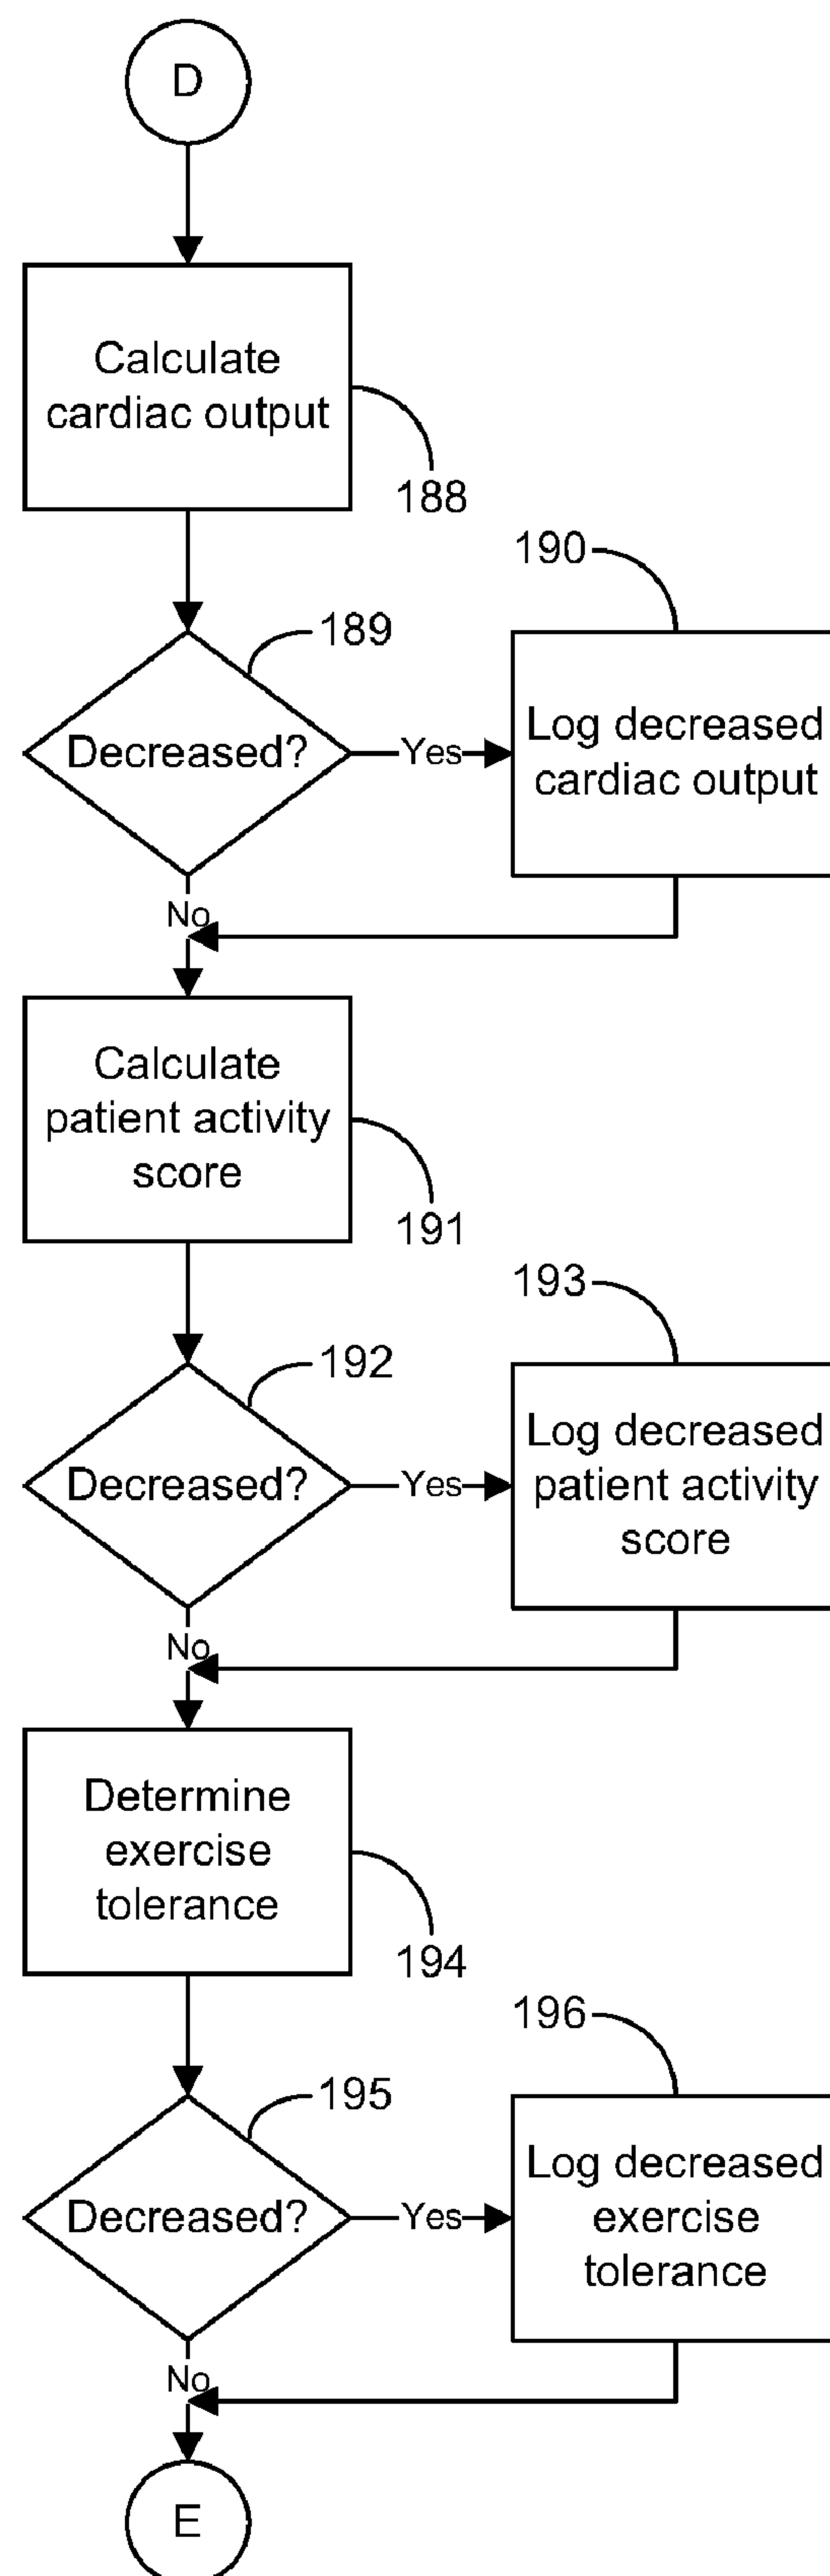 D
Calculate
cardiac output
188
190
189
Decreased?
Yes
Log decreased
cardiac output
No
Calculate
patient activity
score
191
193
192
Decreased?
Yes
Log decreased
patient activity
score
No
Determine
exercise
tolerance
194
196
195
Decreased?
Yes
Log decreased
exercise
tolerance
No
E